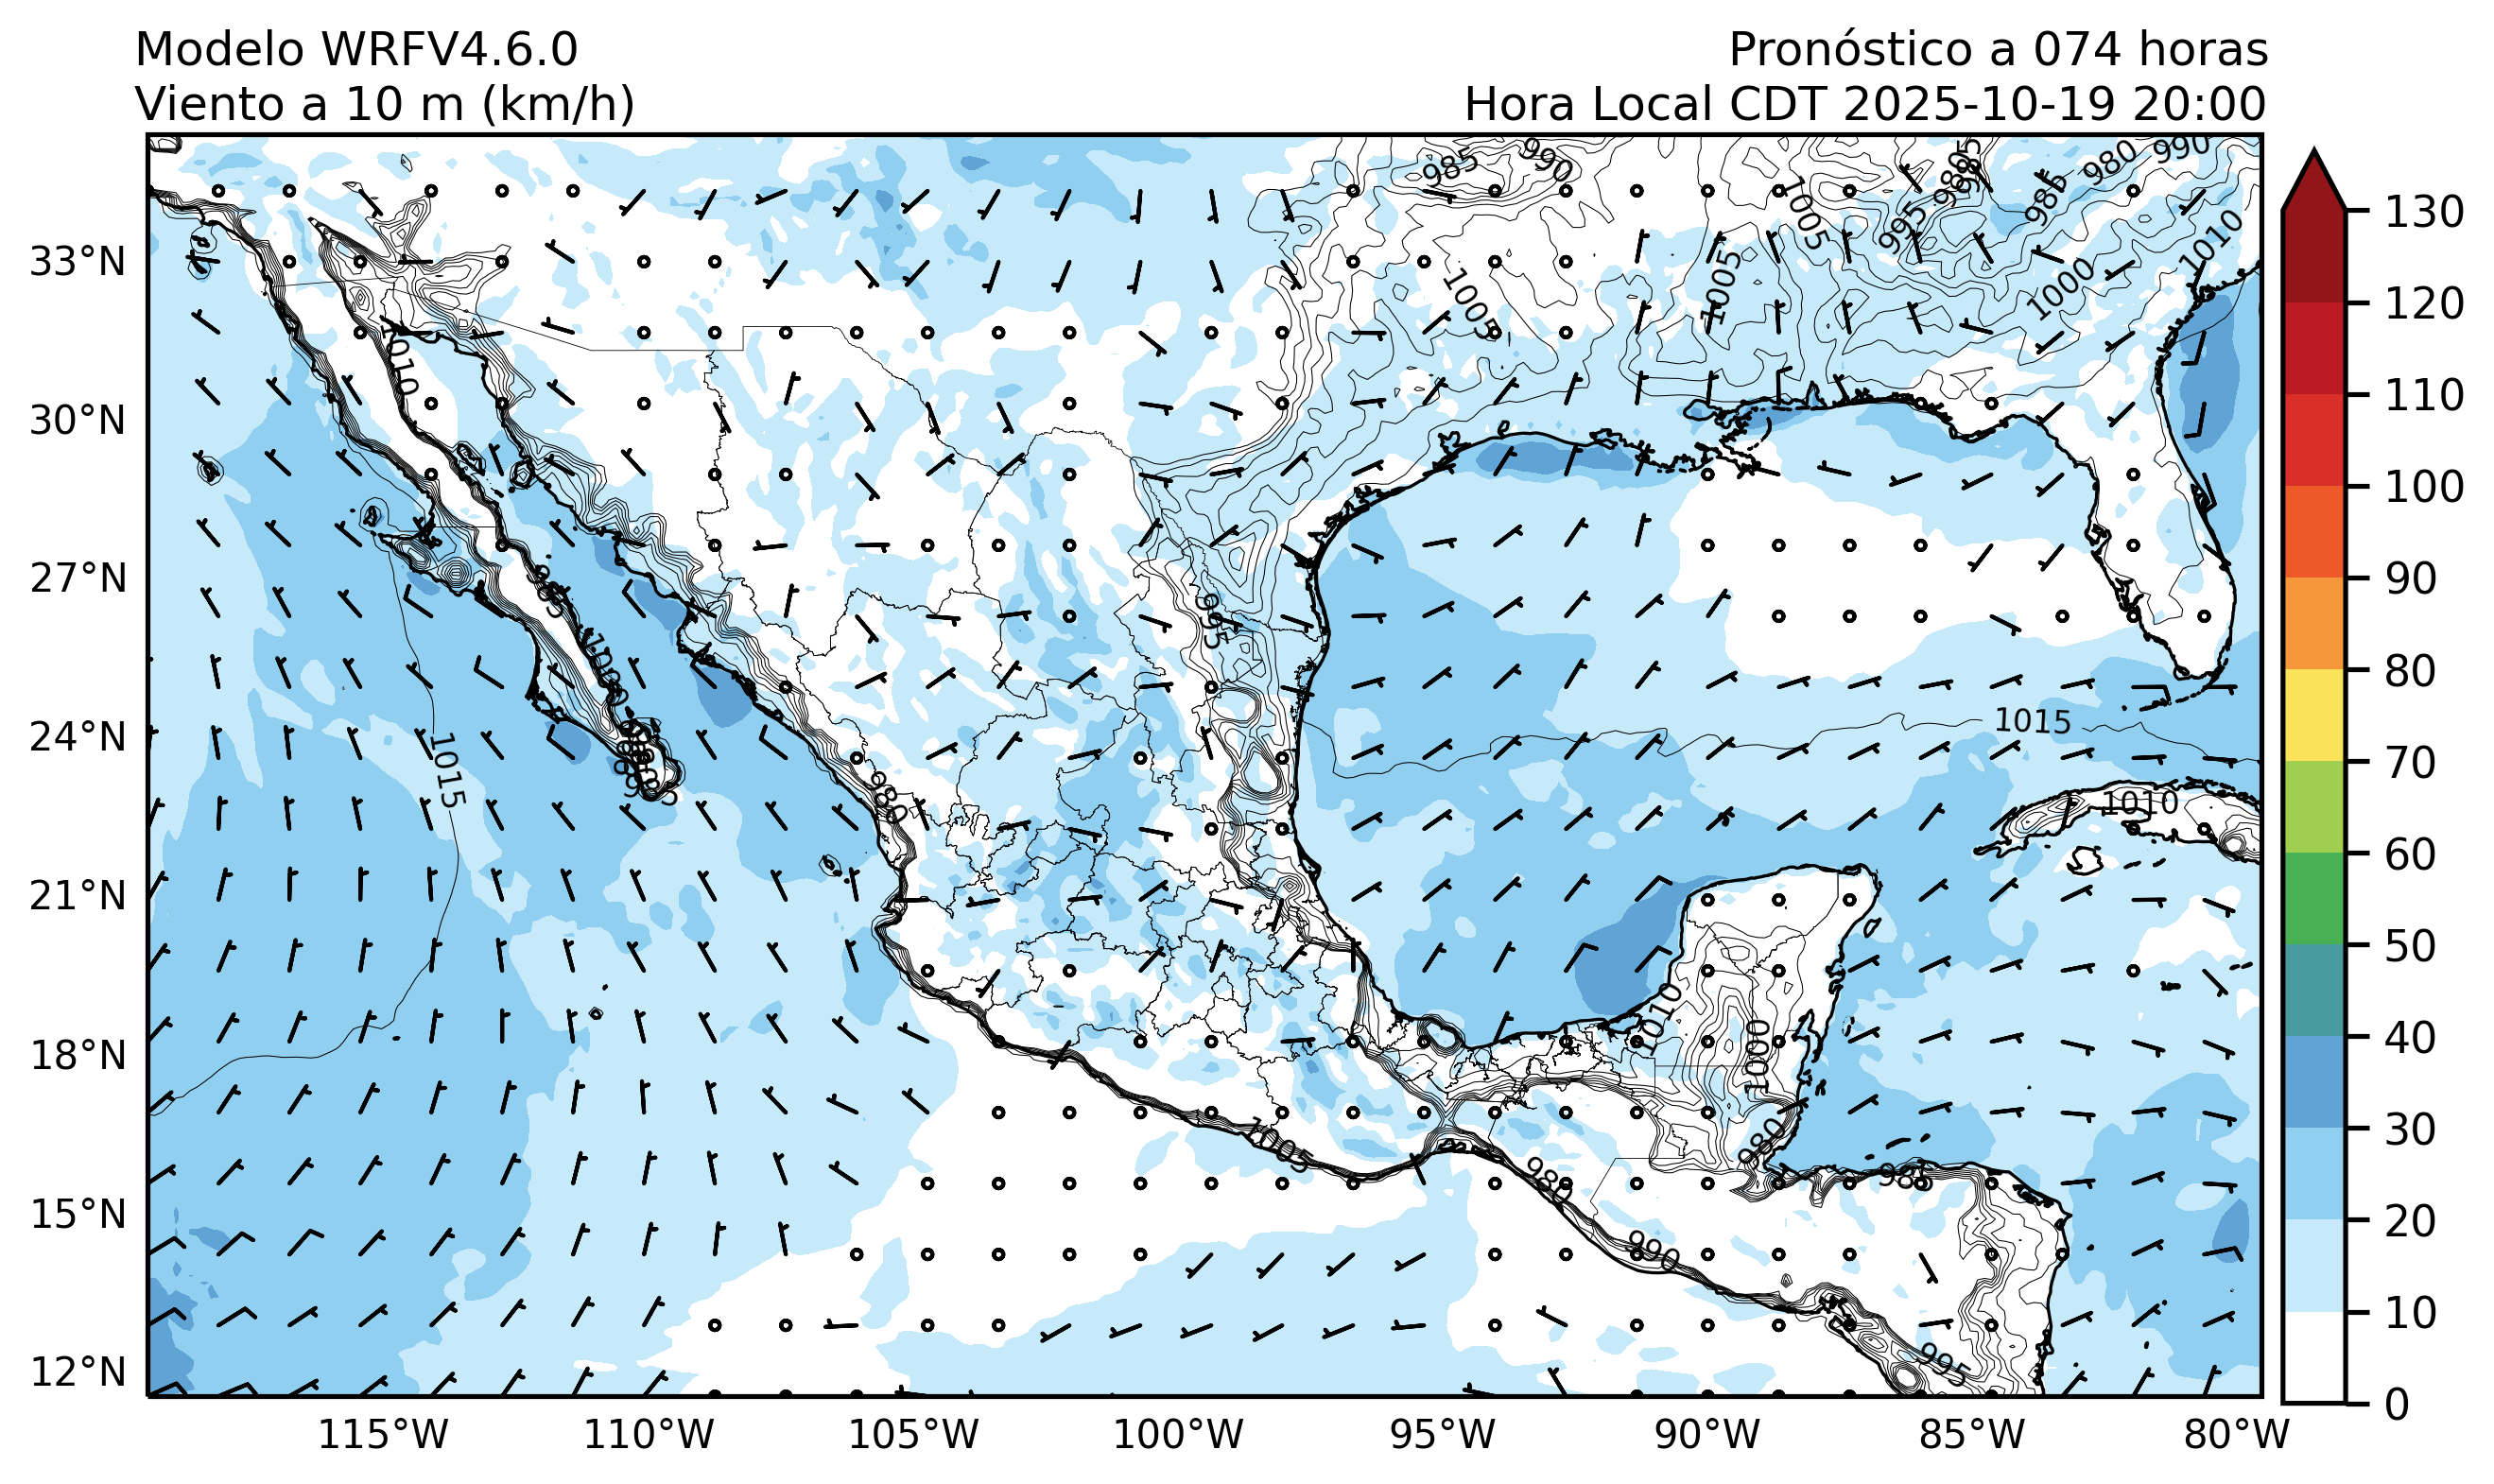 Modelo WRFV4.6.0
Viento a 10 m (km/h)
Pronóstico a 074 horas
Hora Local CDT 2025-10-19 20:00
33°N
30°N
27°N
24°N
21°N
18°N
15°N
12°N
115°W
110°W
105°W
100°W
95°W
90°W
85°W
80°W
130
120
110
100
90
80
70
60
50
40
30
20
10
0
985
990
985
980
990
985
995
1005
1010
1005
1005
1000
1010
995
1000
1015
1015
980
1010
1010
1000
1005
980
980
985
990
995